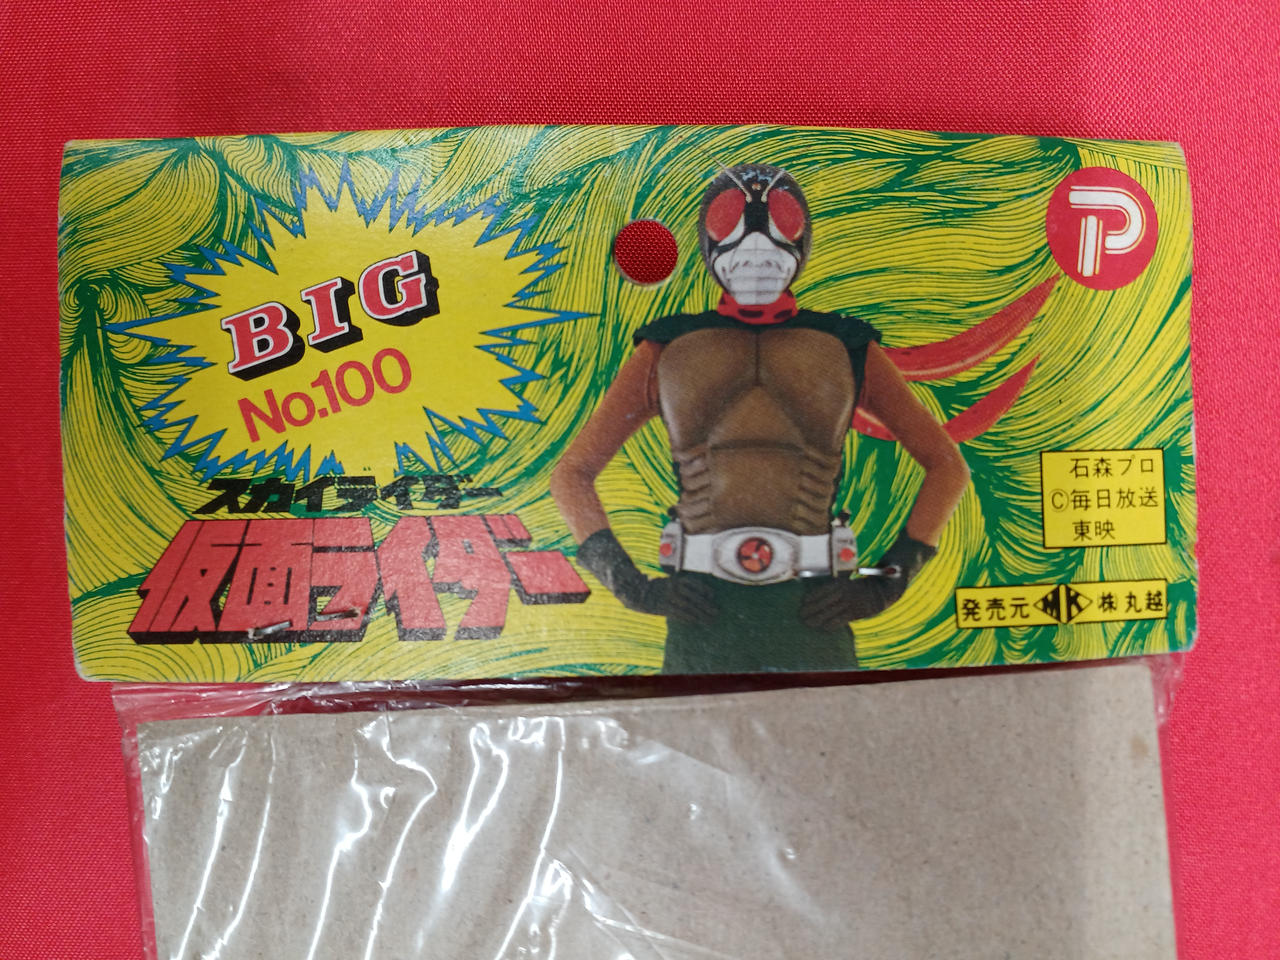 BIG
No.100
スカイライダー
仮面ライダー
P
石森プロ
©毎日放送
東映
発売元 MK ㈱丸越